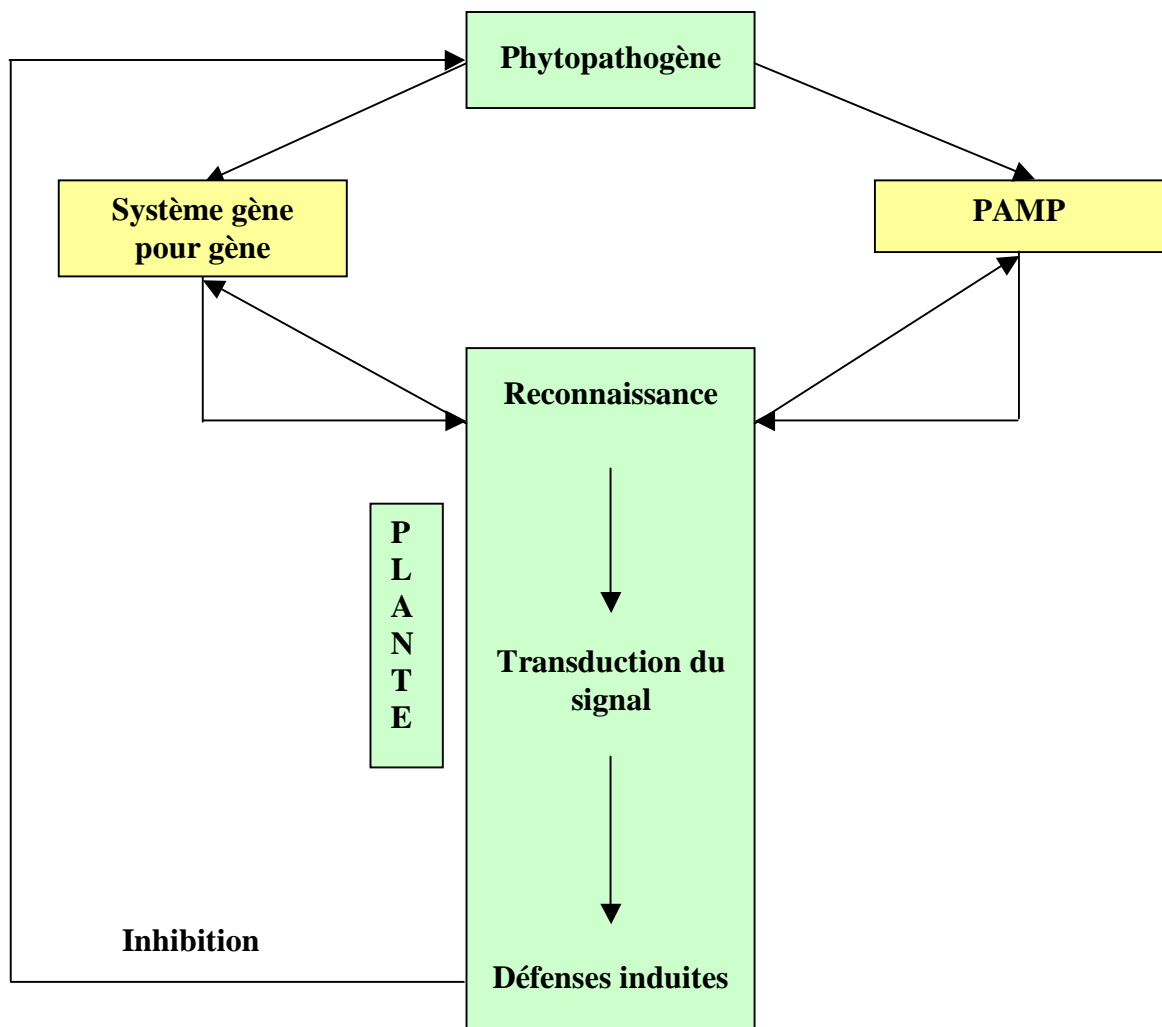 Phytopathogène
Système gène
pour gène
PAMP
Reconnaissance
P
L
A
N
T
E
Transduction du
signal
Inhibition
Défenses induites